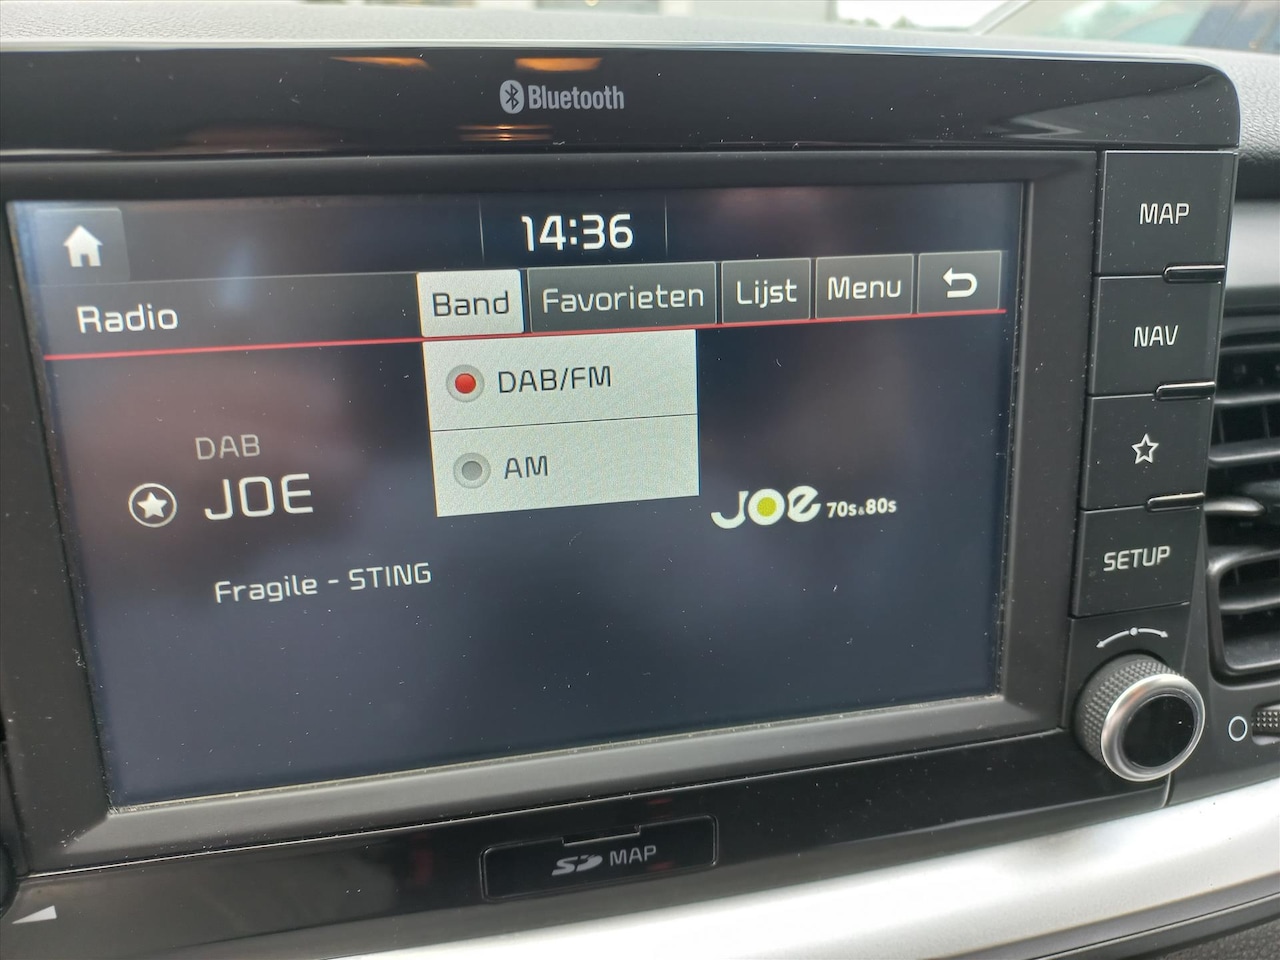 Bluetooth
14:36
Radio
Band
Favorieten
Lijst
Menu
DAB/FM
AM
DAB
JOE
JOE 70s&80s
Fragile - STING
MAP
NAV
SETUP
SD MAP